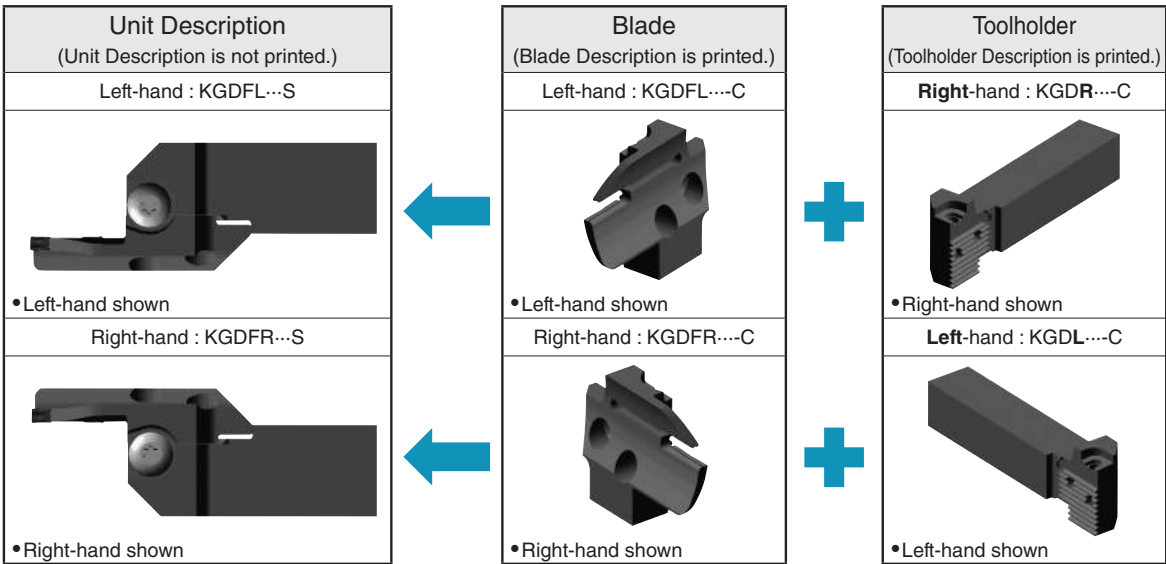 Unit Description
(Unit Description is not printed.)
Left-hand : KGDFL···S
•Left-hand shown
Right-hand : KGDFR···S
•Right-hand shown
Blade
(Blade Description is printed.)
Left-hand : KGDFL···-C
•Left-hand shown
Right-hand : KGDFR···-C
•Right-hand shown
Toolholder
(Toolholder Description is printed.)
Right-hand : KGDR···-C
•Right-hand shown
Left-hand : KGDL···-C
•Left-hand shown